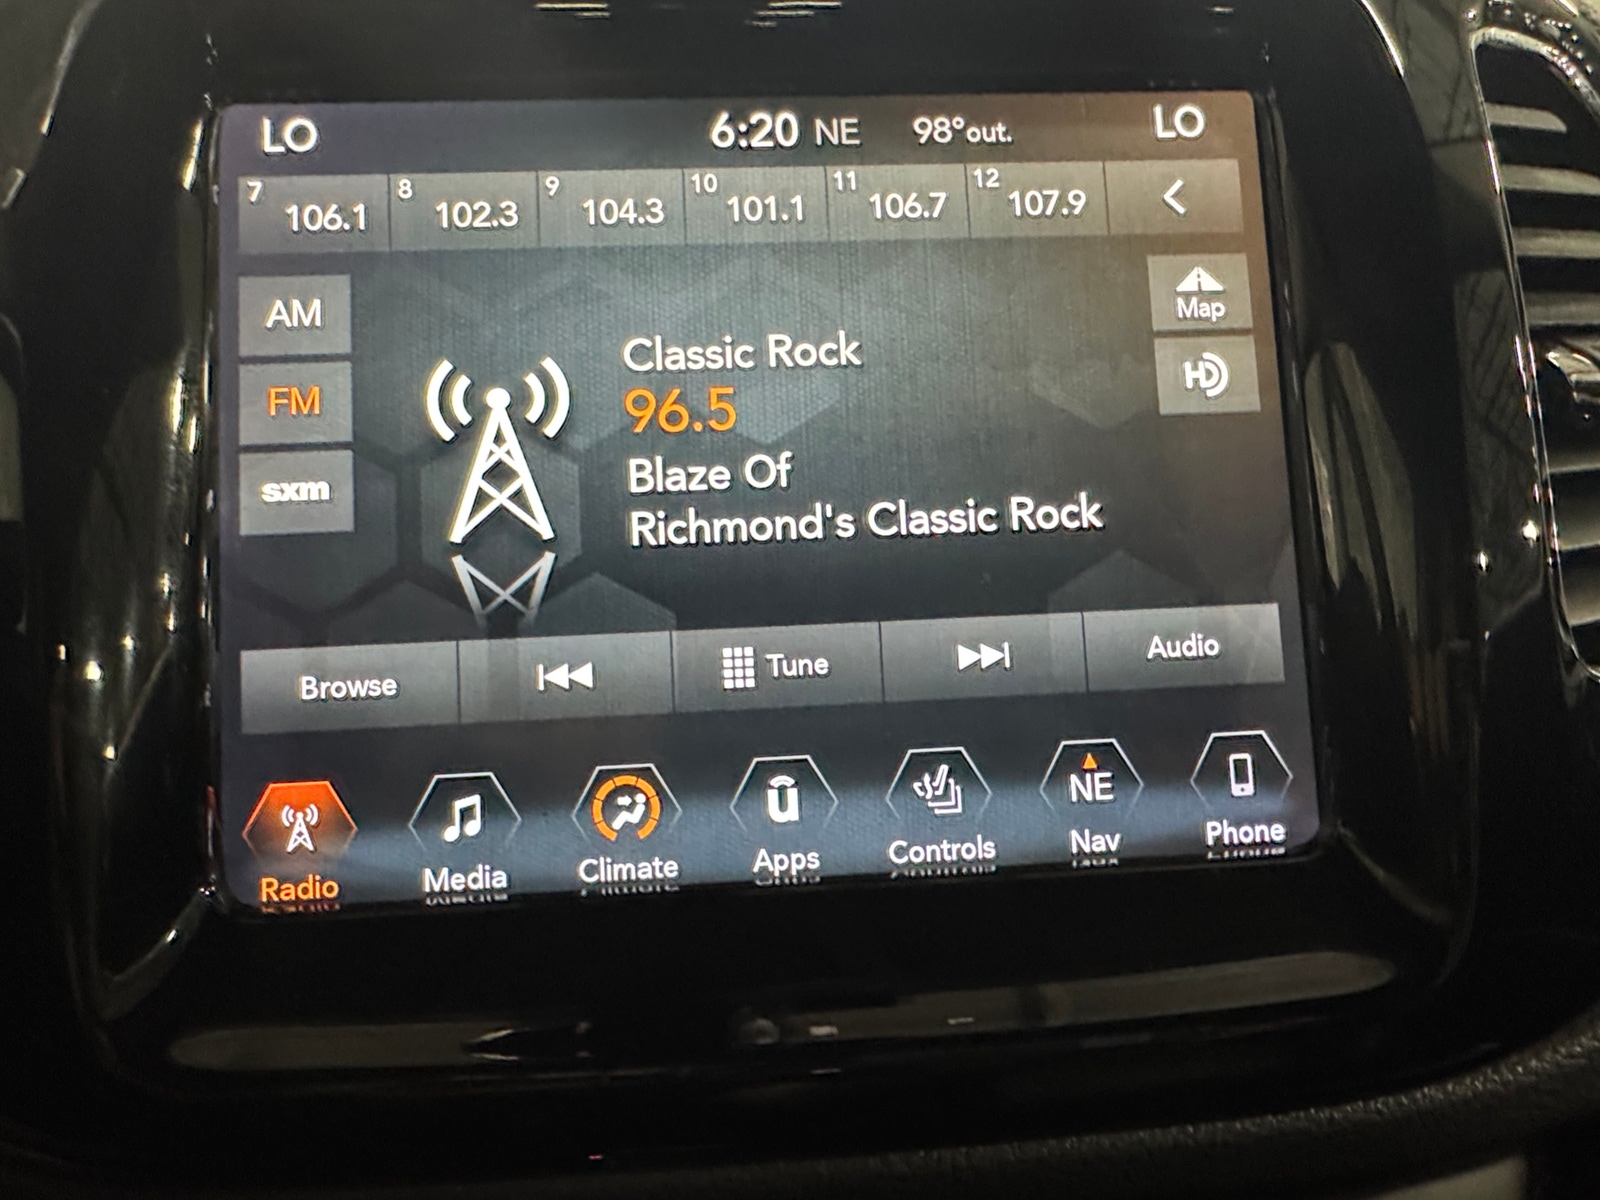 LO 6:20 NE 98°out. LO
7 106.1 8 102.3 9 104.3 10 101.1 11 106.7 12 107.9
AM
FM
sxm
Map
HD
Classic Rock
96.5
Blaze Of
Richmond's Classic Rock
Browse Tune Audio
u NE
Radio Media Climate Apps Controls Nav Phone